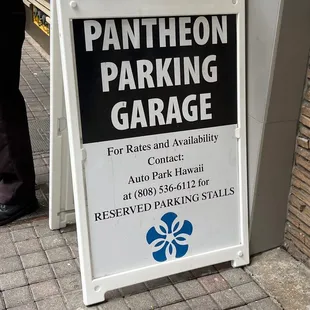 PANTHEON
PARKING
GARAGE
For Rates and Availability
Contact:
Auto Park Hawaii
at (808) 536-6112 for
RESERVED PARKING STALLS